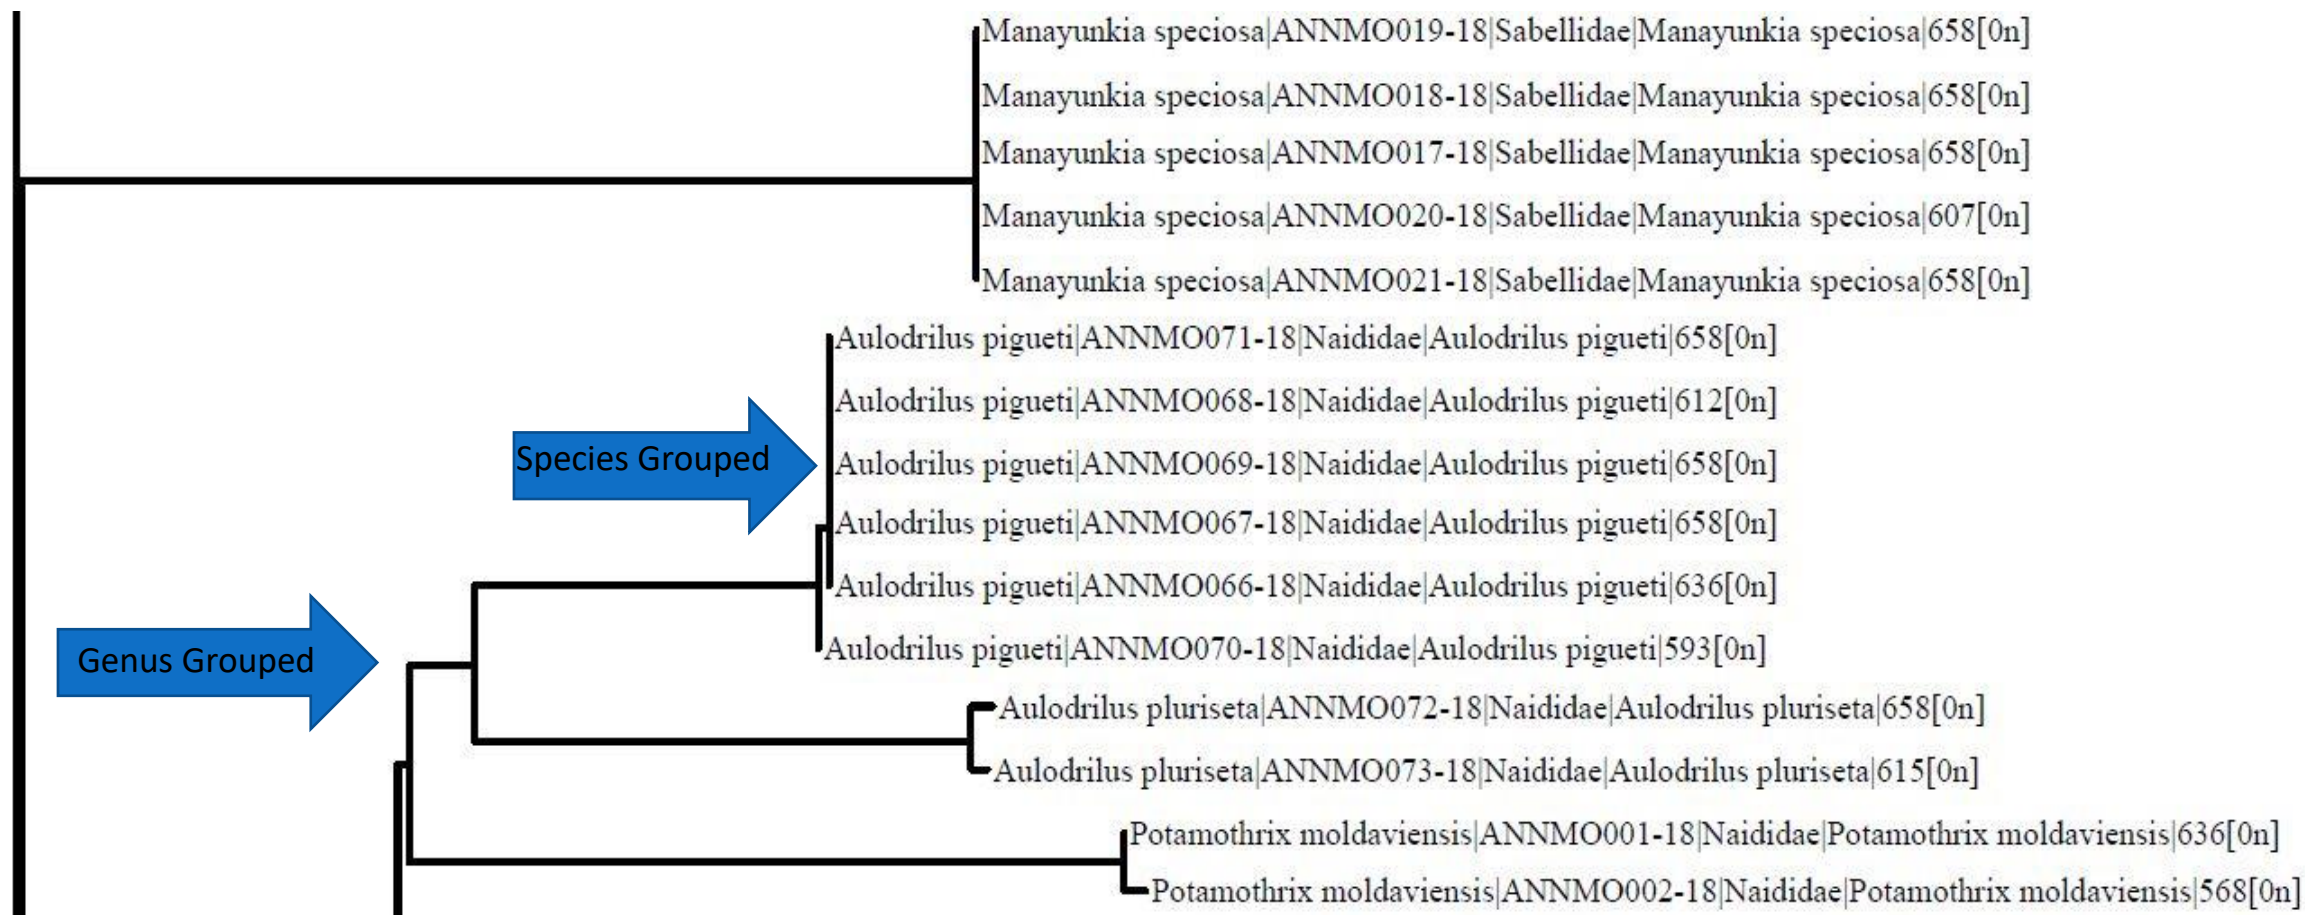 Manayunkia speciosa|ANNMO019-18|Sabellidae|Manayunkia speciosa|658[0n]
Manayunkia speciosa|ANNMO018-18|Sabellidae|Manayunkia speciosa|658[0n]
Manayunkia speciosa|ANNMO017-18|Sabellidae|Manayunkia speciosa|658[0n]
Manayunkia speciosa|ANNMO020-18|Sabellidae|Manayunkia speciosa|607[0n]
Manayunkia speciosa|ANNMO021-18|Sabellidae|Manayunkia speciosa|658[0n]
Aulodrilus pigueti|ANNMO071-18|Naididae|Aulodrilus pigueti|658[0n]
Aulodrilus pigueti|ANNMO068-18|Naididae|Aulodrilus pigueti|612[0n]
Species Grouped
Aulodrilus pigueti|ANNMO069-18|Naididae|Aulodrilus pigueti|658[0n]
Aulodrilus pigueti|ANNMO067-18|Naididae|Aulodrilus pigueti|658[0n]
Aulodrilus pigueti|ANNMO066-18|Naididae|Aulodrilus pigueti|636[0n]
Genus Grouped
Aulodrilus pigueti|ANNMO070-18|Naididae|Aulodrilus pigueti|593[0n]
Aulodrilus pluriseta|ANNMO072-18|Naididae|Aulodrilus pluriseta|658[0n]
Aulodrilus pluriseta|ANNMO073-18|Naididae|Aulodrilus pluriseta|615[0n]
Potamothrix moldaviensis|ANNMO001-18|Naididae|Potamothrix moldaviensis|636[0n]
Potamothrix moldaviensis|ANNMO002-18|Naididae|Potamothrix moldaviensis|568[0n]